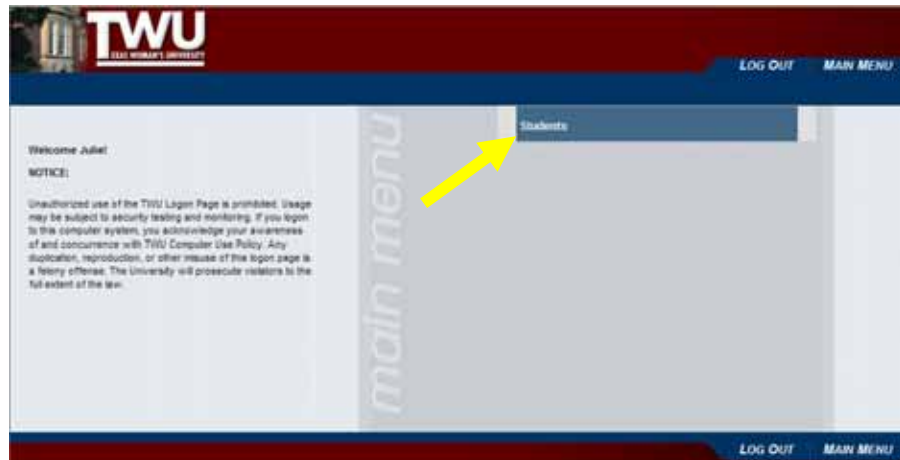 TWU
TEXAS WOMAN'S UNIVERSITY
LOG OUT MAIN MENU
Students
main menu
Welcome Juliet
NOTICE:
Unauthorized use of the TWU Logon Page is prohibited. Usage
may be subject to security testing and monitoring. If you logon
to this computer system, you acknowledge your awareness
of and concurrence with TWU Computer Use Policy. Any
duplication, reproduction, or other misuse of this logon page is
a felony offense. The University will prosecute violators to the
full extent of the law.
LOG OUT MAIN MENU